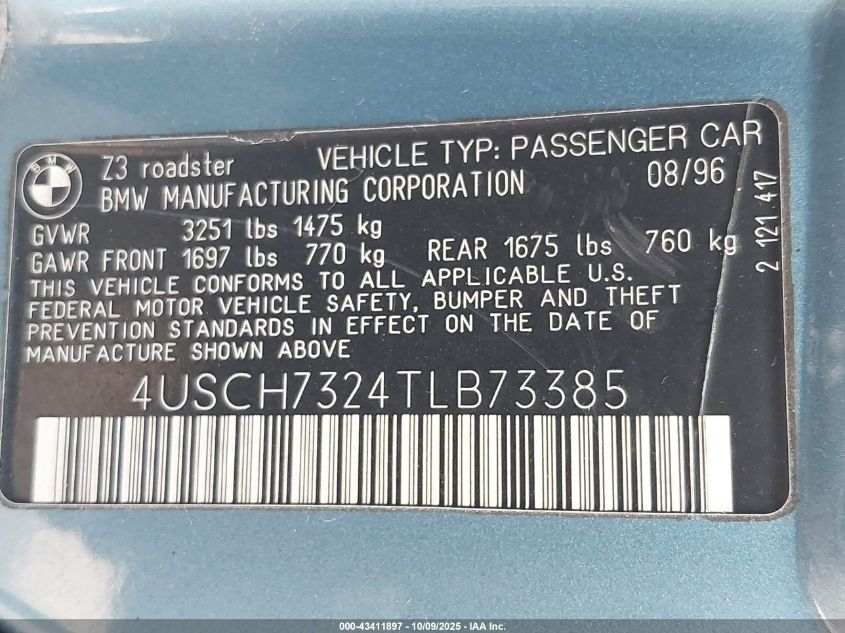 BMW
Z3 roadster
VEHICLE TYP: PASSENGER CAR
BMW MANUFACTURING CORPORATION
08/96
GVWR 3251 lbs 1475 kg
GAWR FRONT 1697 lbs 770 kg REAR 1675 lbs 760 kg
THIS VEHICLE CONFORMS TO ALL APPLICABLE U.S.
FEDERAL MOTOR VEHICLE SAFETY, BUMPER AND THEFT
PREVENTION STANDARDS IN EFFECT ON THE DATE OF
MANUFACTURE SHOWN ABOVE
2 121 417
4USCH7324TLB73385
000-43411897 - 10/09/2025 - IAA Inc.